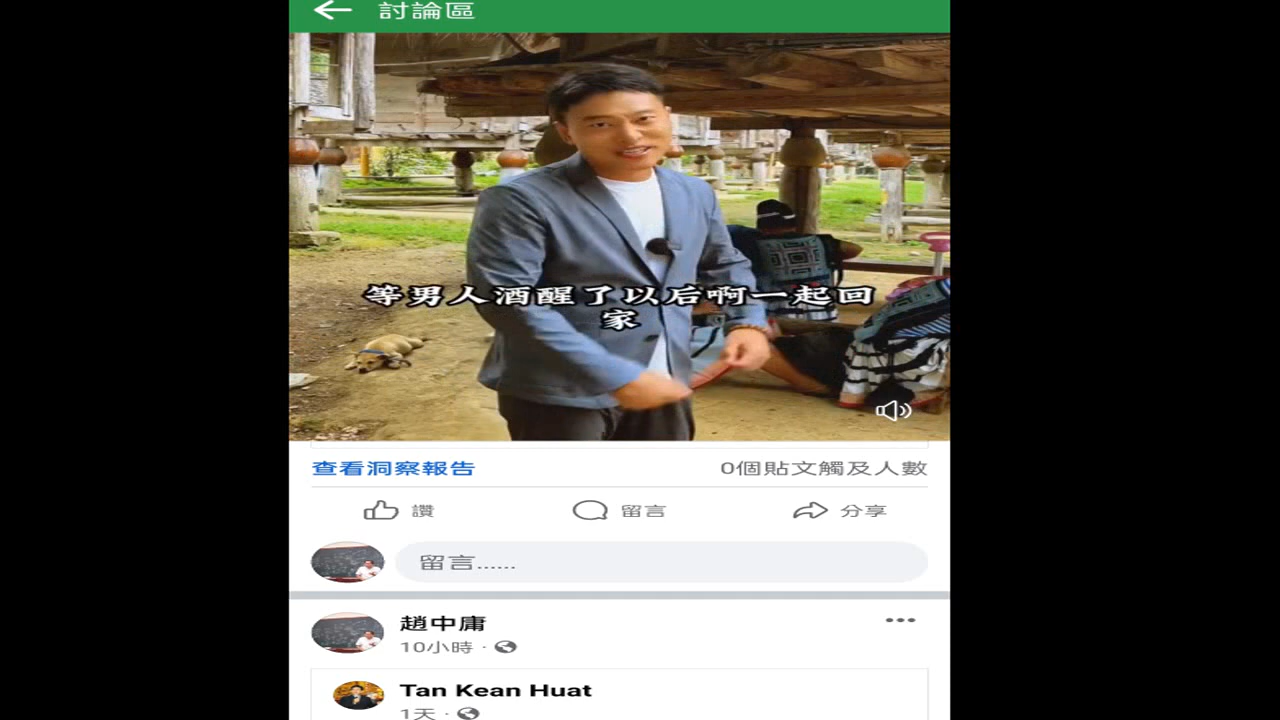 討論區
等男人酒醒了以后啊一起回
家
查看洞察報告
0個貼文觸及人數
讚
留言
分享
留言......
趙中庸
10小時 ·
Tan Kean Huat
1天 ·